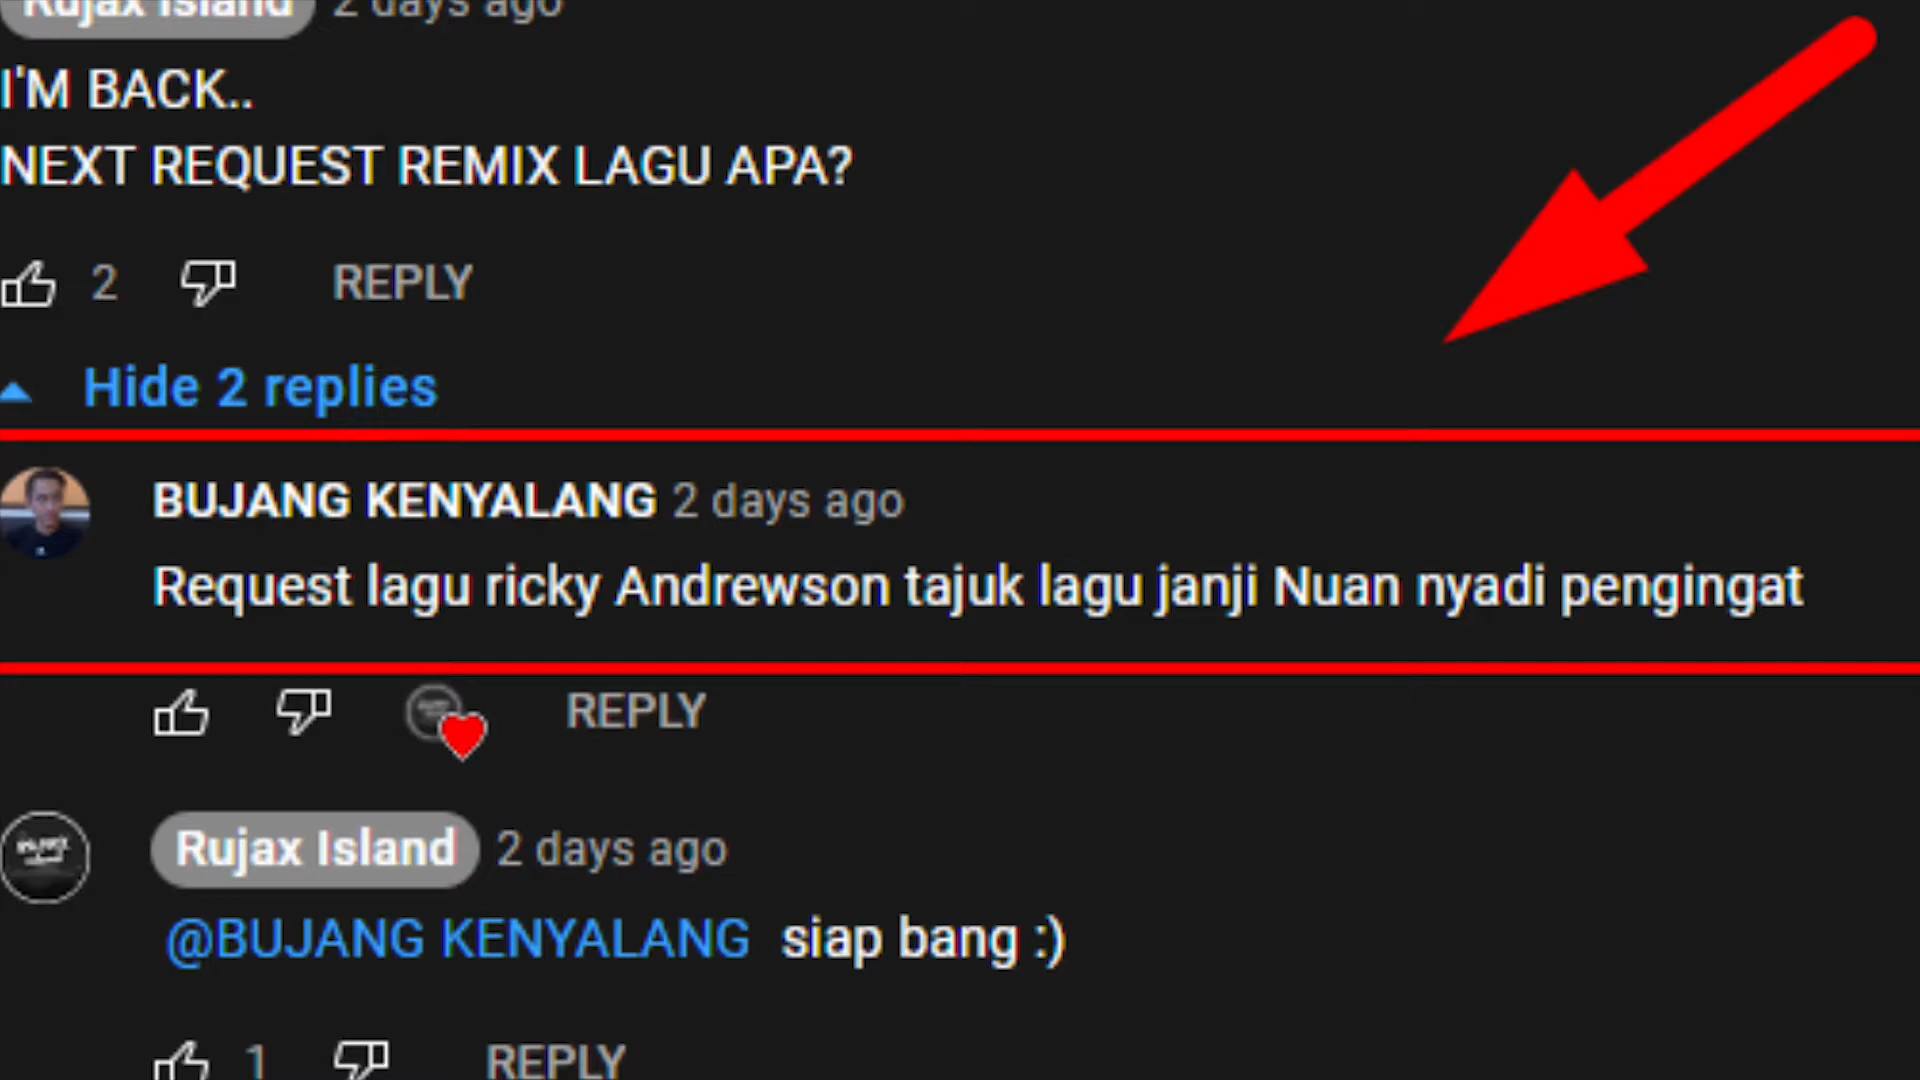 Rujax Island 2 days ago
I'M BACK..
NEXT REQUEST REMIX LAGU APA?
2 REPLY
Hide 2 replies
BUJANG KENYALANG 2 days ago
Request lagu ricky Andrewson tajuk lagu janji Nuan nyadi pengingat
REPLY
Rujax Island 2 days ago
@BUJANG KENYALANG siap bang :)
1 REPLY